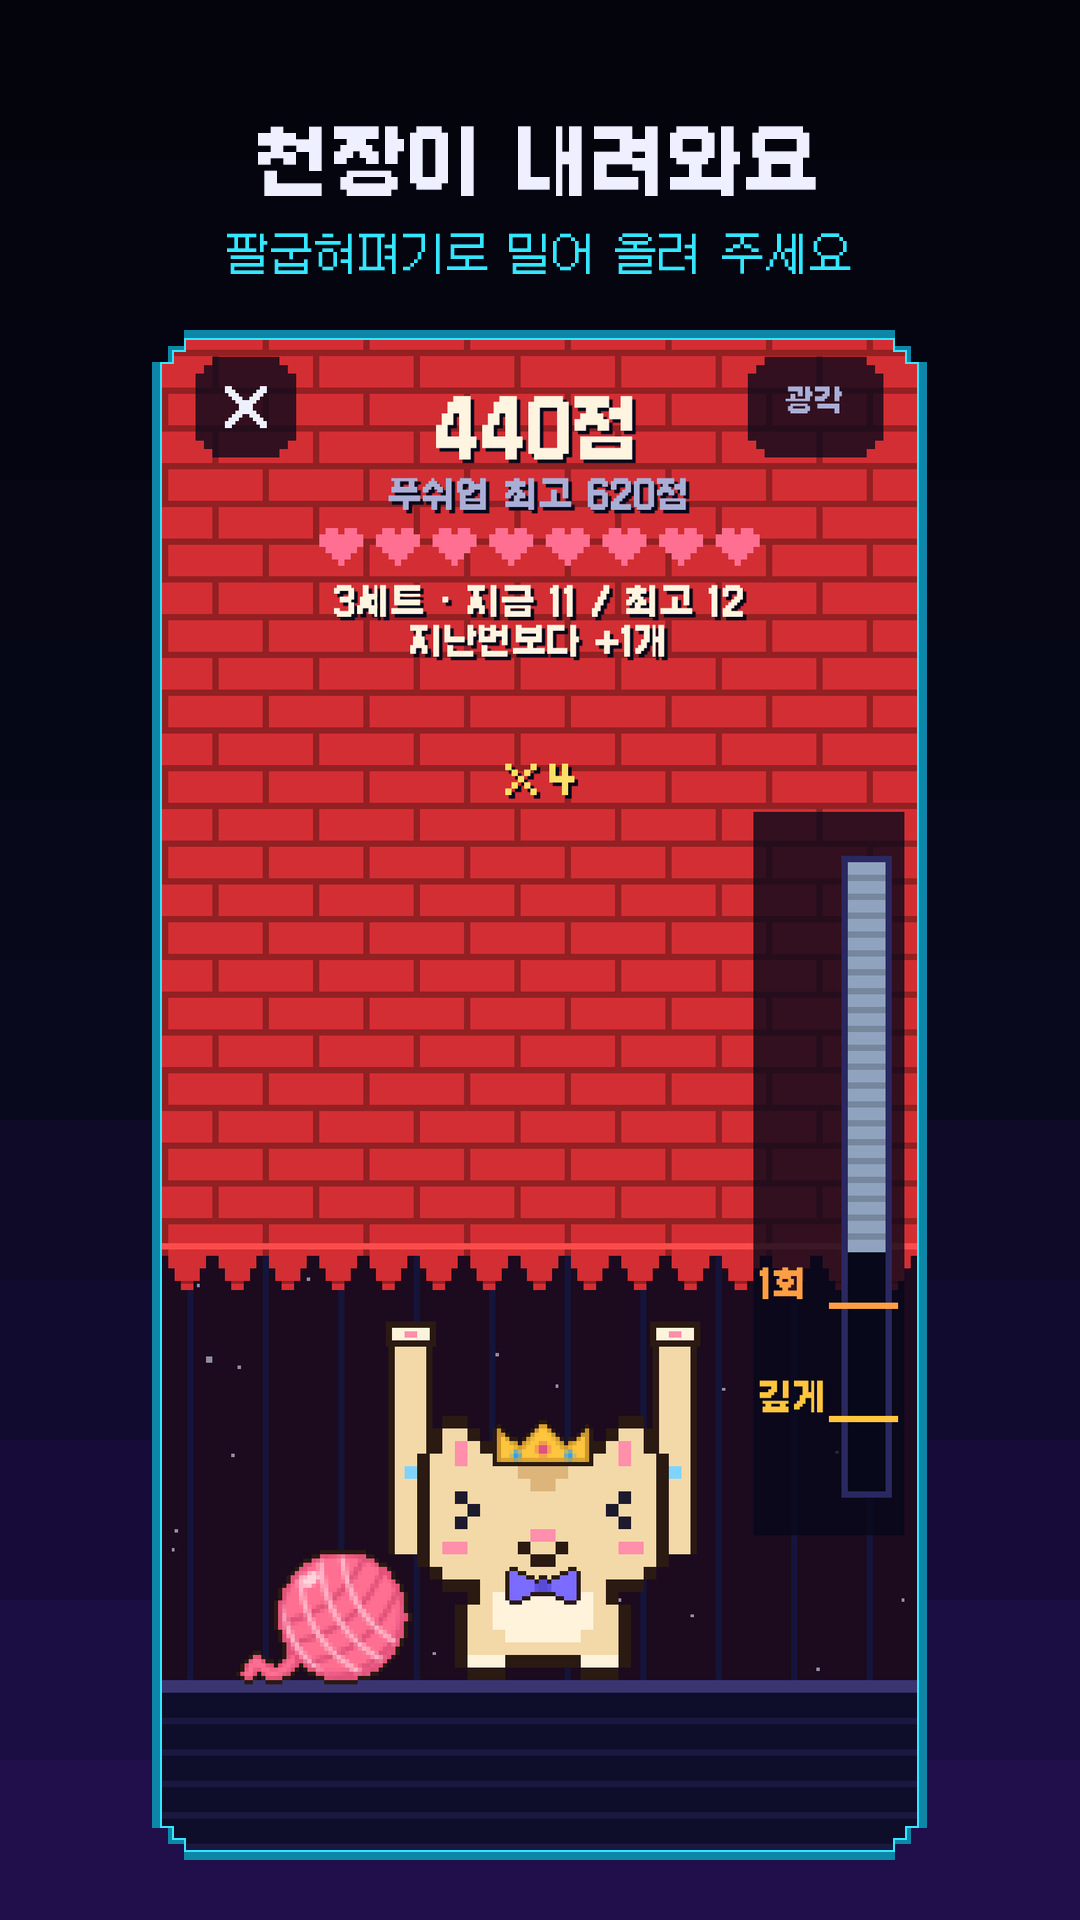 천장이 내려와요
팔굽혀펴기로 밀어 올려 주세요
광각
440점
푸쉬업 최고 620점
3세트 · 지금 11 / 최고 12
지난번보다 +1개
×4
1회
깊게